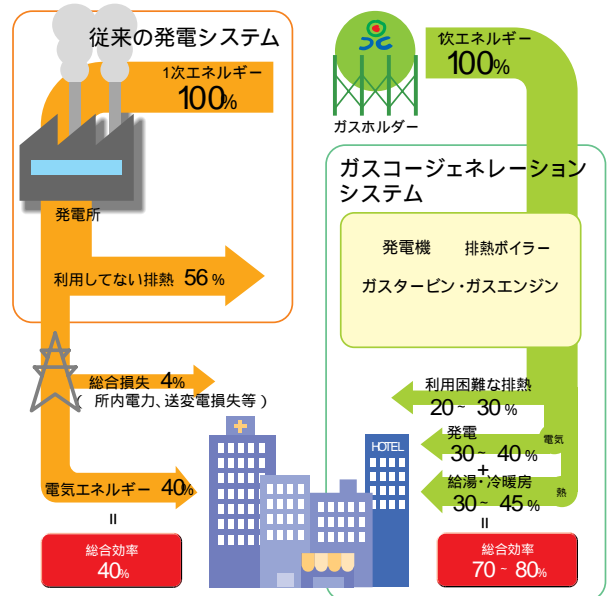 従来の発電システム
1次エネルギー
100%
発電所
利用してない排熱 56%
総合損失 4%
( 所内電力、送変電損失等 )
電気エネルギー 40%
=
総合効率
40%
1次エネルギー
100%
ガスホルダー
ガスコージェネレーション
システム
発電機 排熱ボイラー
ガスタービン・ガスエンジン
利用困難な排熱
20~ 30%
発電
30~ 40%
電気
+
給湯・冷暖房
30~ 45%
熱
=
総合効率
70~ 80%
HOTEL